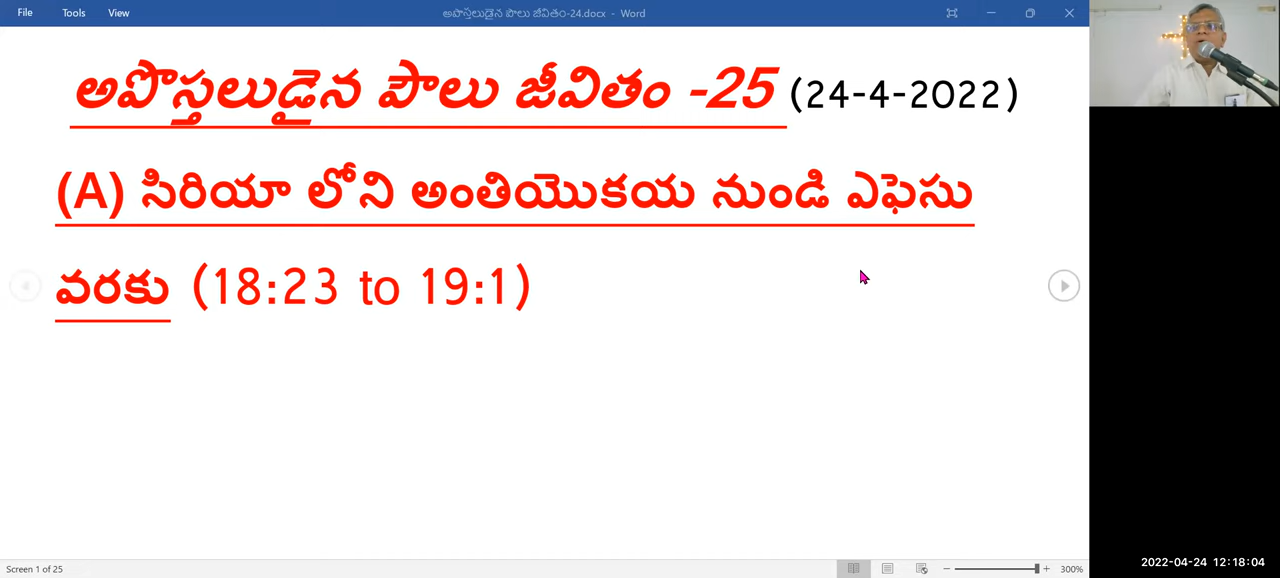 File Tools View అపొస్తలుడైన పౌలు జీవితం-24.docx - Word
అపొస్తలుడైన పౌలు జీవితం -25 (24-4-2022)
(A) సిరియా లోని అంతియొకయ నుండి ఎఫెసు
వరకు (18:23 to 19:1)
Screen 1 of 25 300%
2022-04-24 12:18:04